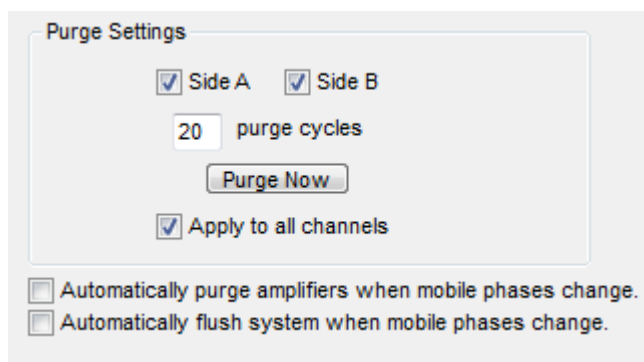 Purge Settings
Side A Side B
20 purge cycles
Purge Now
Apply to all channels
Automatically purge amplifiers when mobile phases change.
Automatically flush system when mobile phases change.